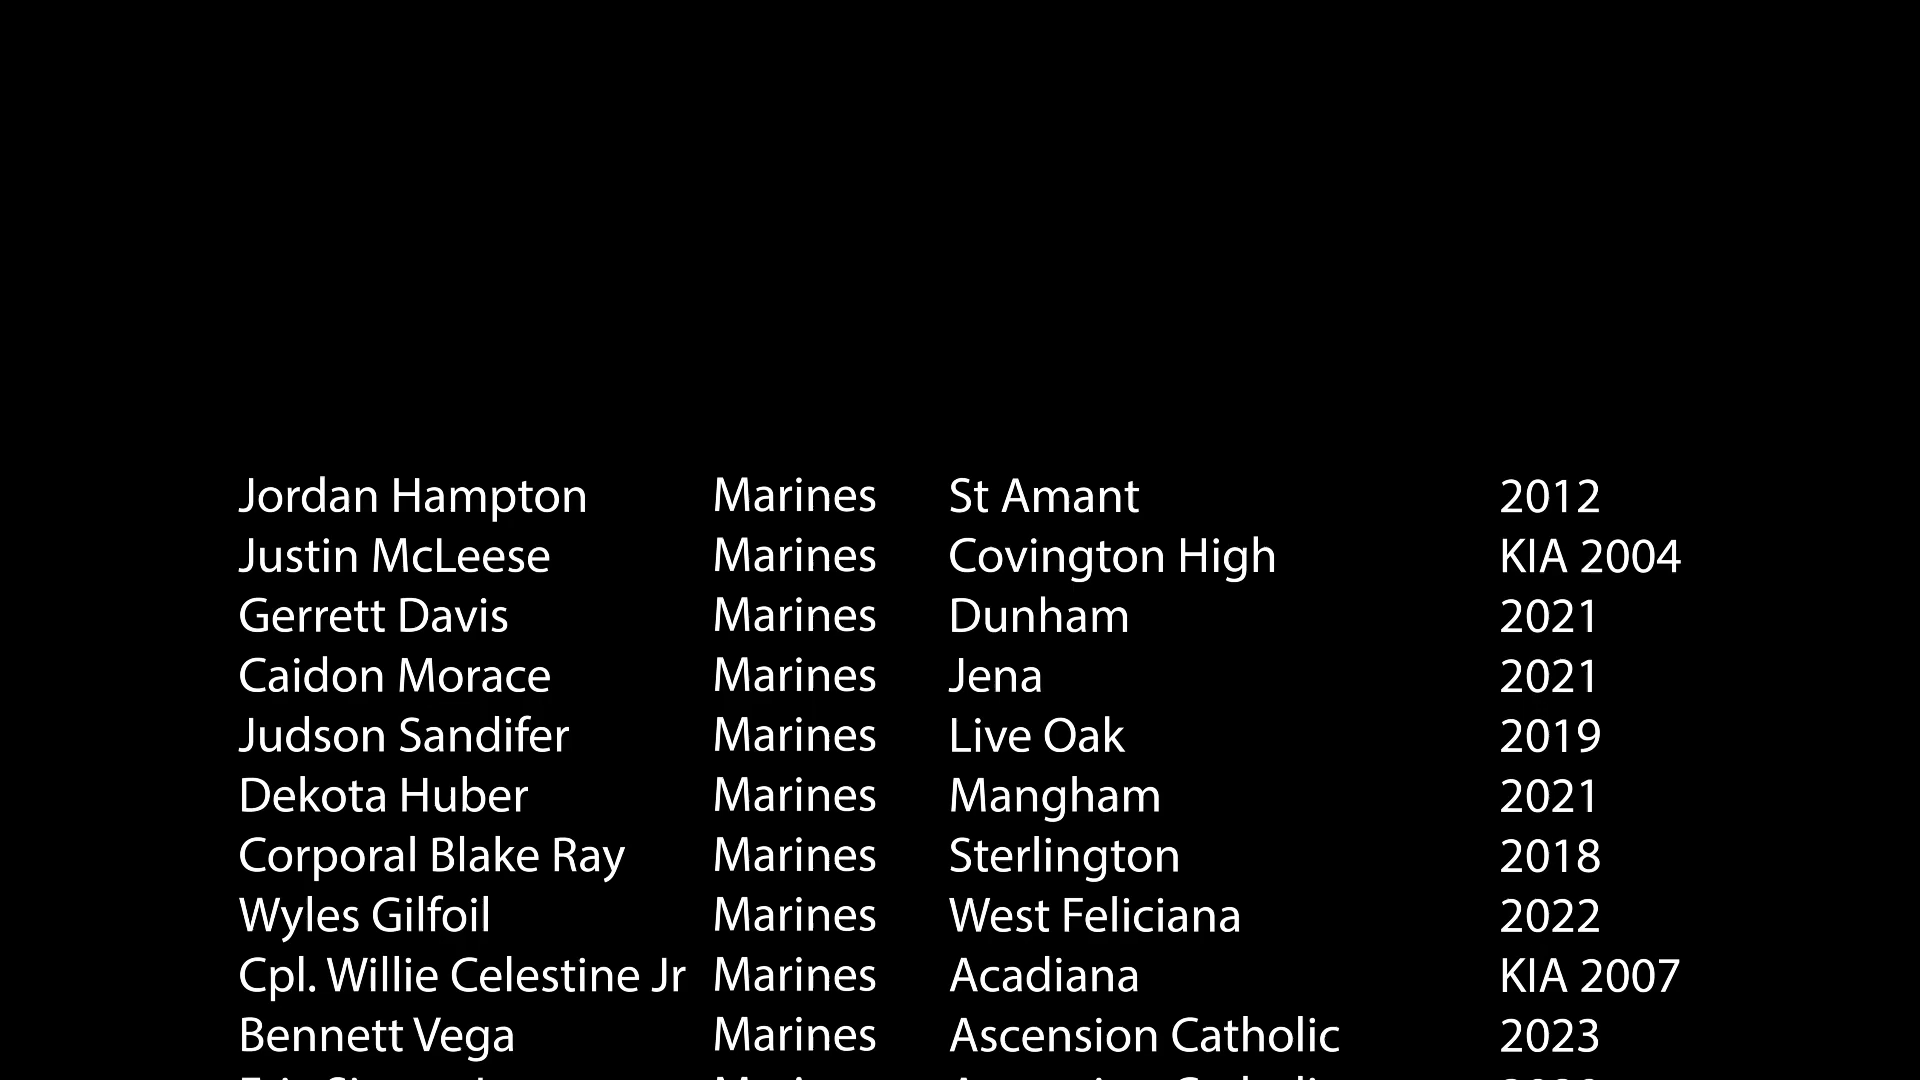 Jordan Hampton Marines St Amant 2012
Justin McLeese Marines Covington High KIA 2004
Gerrett Davis Marines Dunham 2021
Caidon Morace Marines Jena 2021
Judson Sandifer Marines Live Oak 2019
Dekota Huber Marines Mangham 2021
Corporal Blake Ray Marines Sterlington 2018
Wyles Gilfoil Marines West Feliciana 2022
Cpl. Willie Celestine Jr Marines Acadiana KIA 2007
Bennett Vega Marines Ascension Catholic 2023